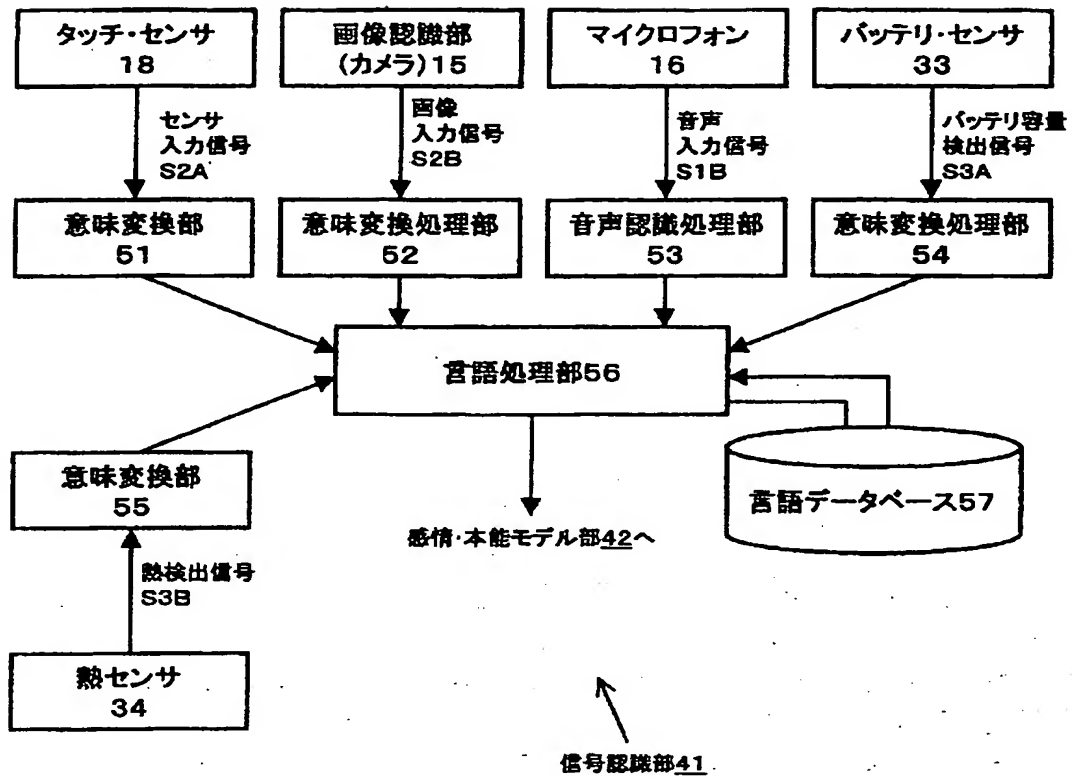 タッチ・センサ
18
画像認識部
(カメラ)15
マイクロフォン
16
バッテリ・センサ
33
センサ
入力信号
S2A
画像
入力信号
S2B
音声
入力信号
S1B
バッテリ容量
検出信号
S3A
意味変換部
51
意味変換処理部
52
音声認識処理部
53
意味変換処理部
54
言語処理部56
意味変換部
55
言語データベース57
感情・本能モデル部42へ
熱検出信号
S3B
熱センサ
34
信号認識部41